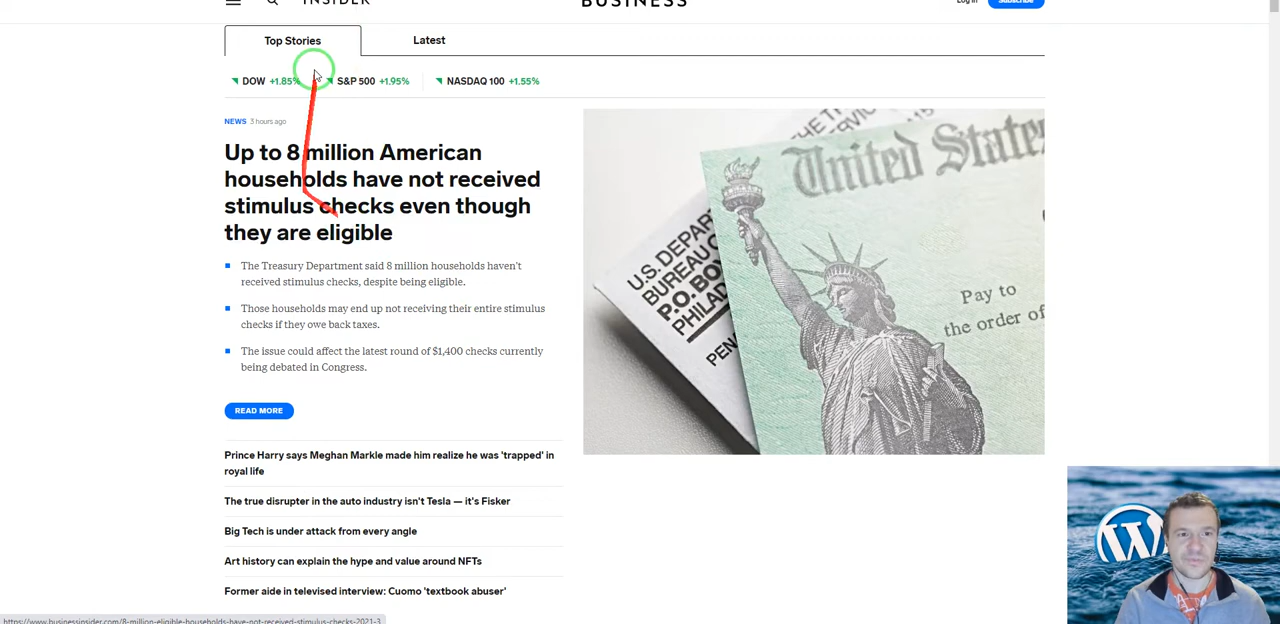 INSIDER
BUSINESS
Log In
Subscribe
Top Stories
Latest
DOW +1.85%
S&P 500 +1.95%
NASDAQ 100 +1.55%
NEWS 3 hours ago
Up to 8 million American
households have not received
stimulus checks even though
they are eligible
The Treasury Department said 8 million households haven't
received stimulus checks, despite being eligible.
Those households may end up not receiving their entire stimulus
checks if they owe back taxes.
The issue could affect the latest round of $1,400 checks currently
being debated in Congress.
READ MORE
United States
U.S. DEPAR
BUREAU O
P.O. BO
PHILAD
PEN
Pay to
the order of
Prince Harry says Meghan Markle made him realize he was 'trapped' in
royal life
The true disrupter in the auto industry isn't Tesla — it's Fisker
Big Tech is under attack from every angle
Art history can explain the hype and value around NFTs
Former aide in televised interview: Cuomo 'textbook abuser'
https://www.businessinsider.com/8-million-eligible-households-have-not-received-stimulus-checks-2021-3
W